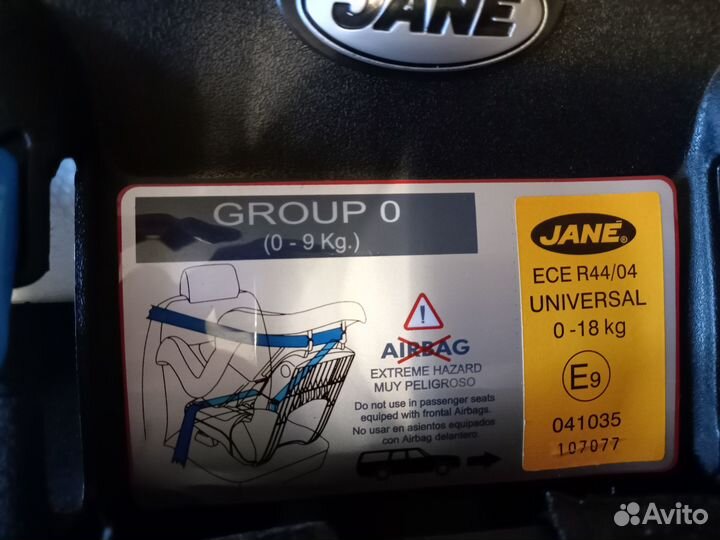 JANÉ
GROUP 0
(0 - 9 Kg.)
AIRBAG
EXTREME HAZARD
MUY PELIGROSO
Do not use in passenger seats
equiped with frontal Airbags.
No usar en asientos equipados
con Airbag delantero
JANÉ®
ECE R44/04
UNIVERSAL
0 -18 kg
E9
041035
107077
Avito